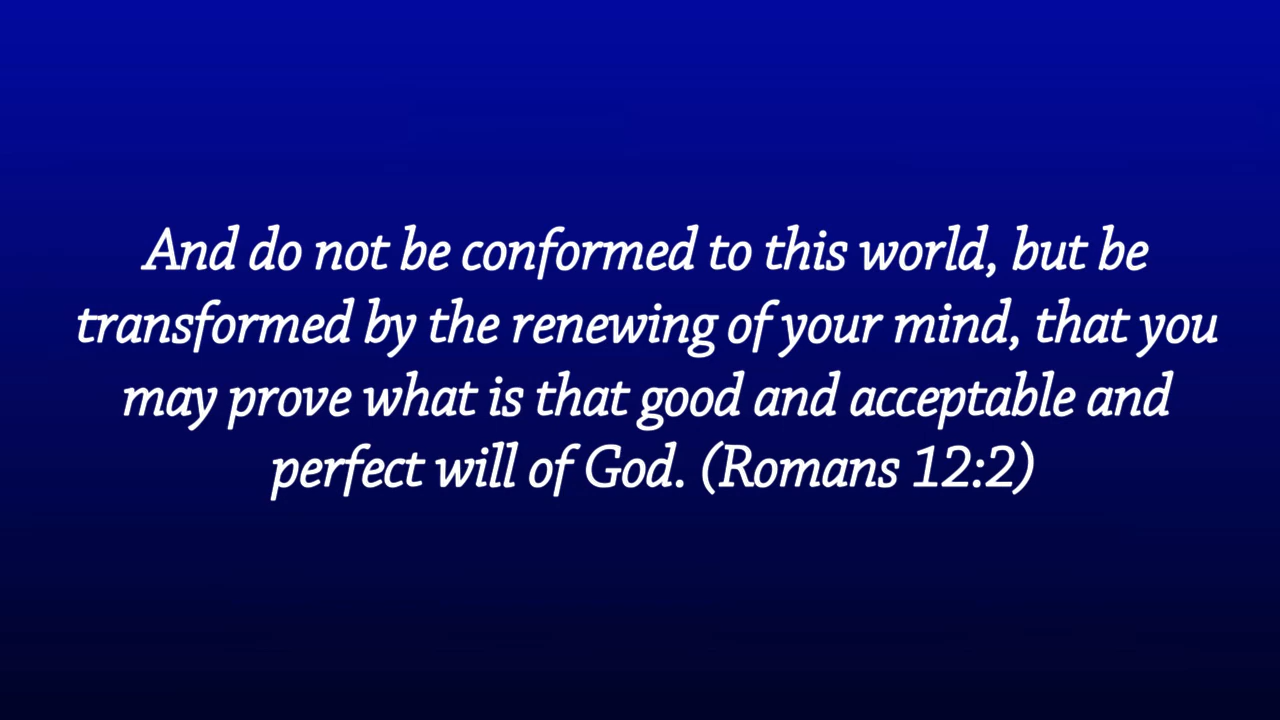 And do not be conformed to this world, but be
transformed by the renewing of your mind, that you
may prove what is that good and acceptable and
perfect will of God. (Romans 12:2)